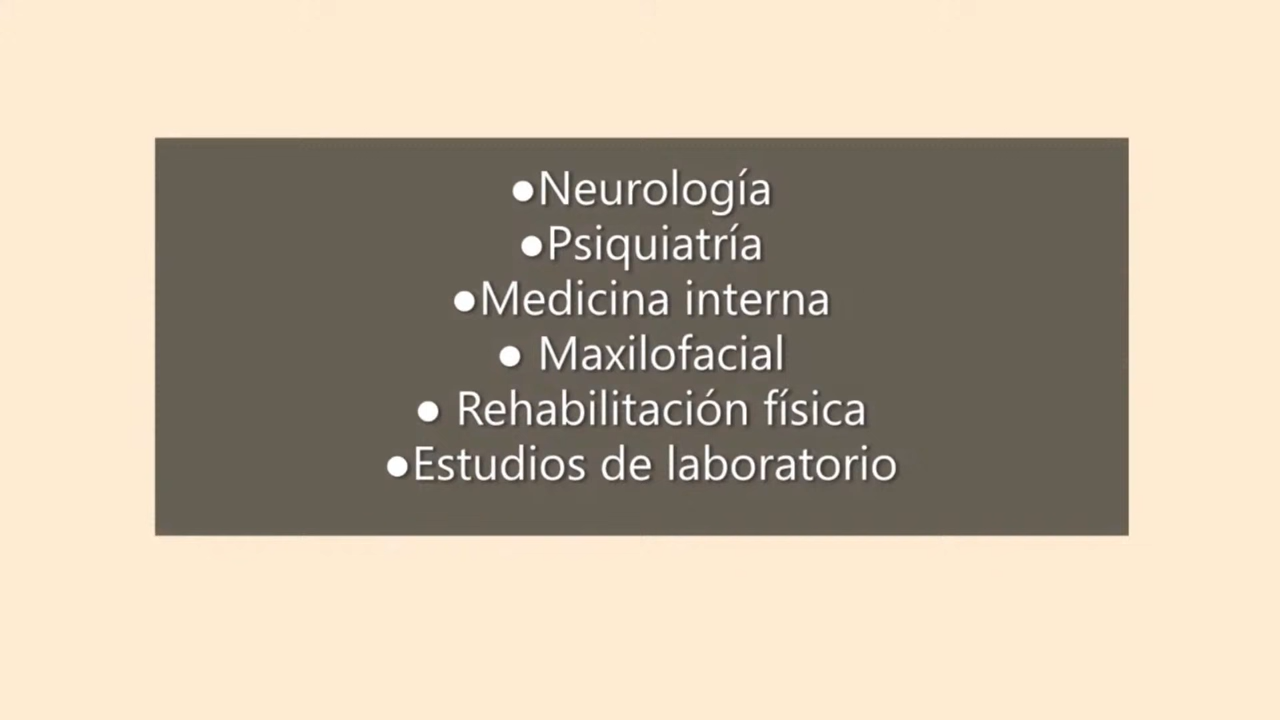 ●Neurología
●Psiquiatría
●Medicina interna
● Maxilofacial
● Rehabilitación física
●Estudios de laboratorio